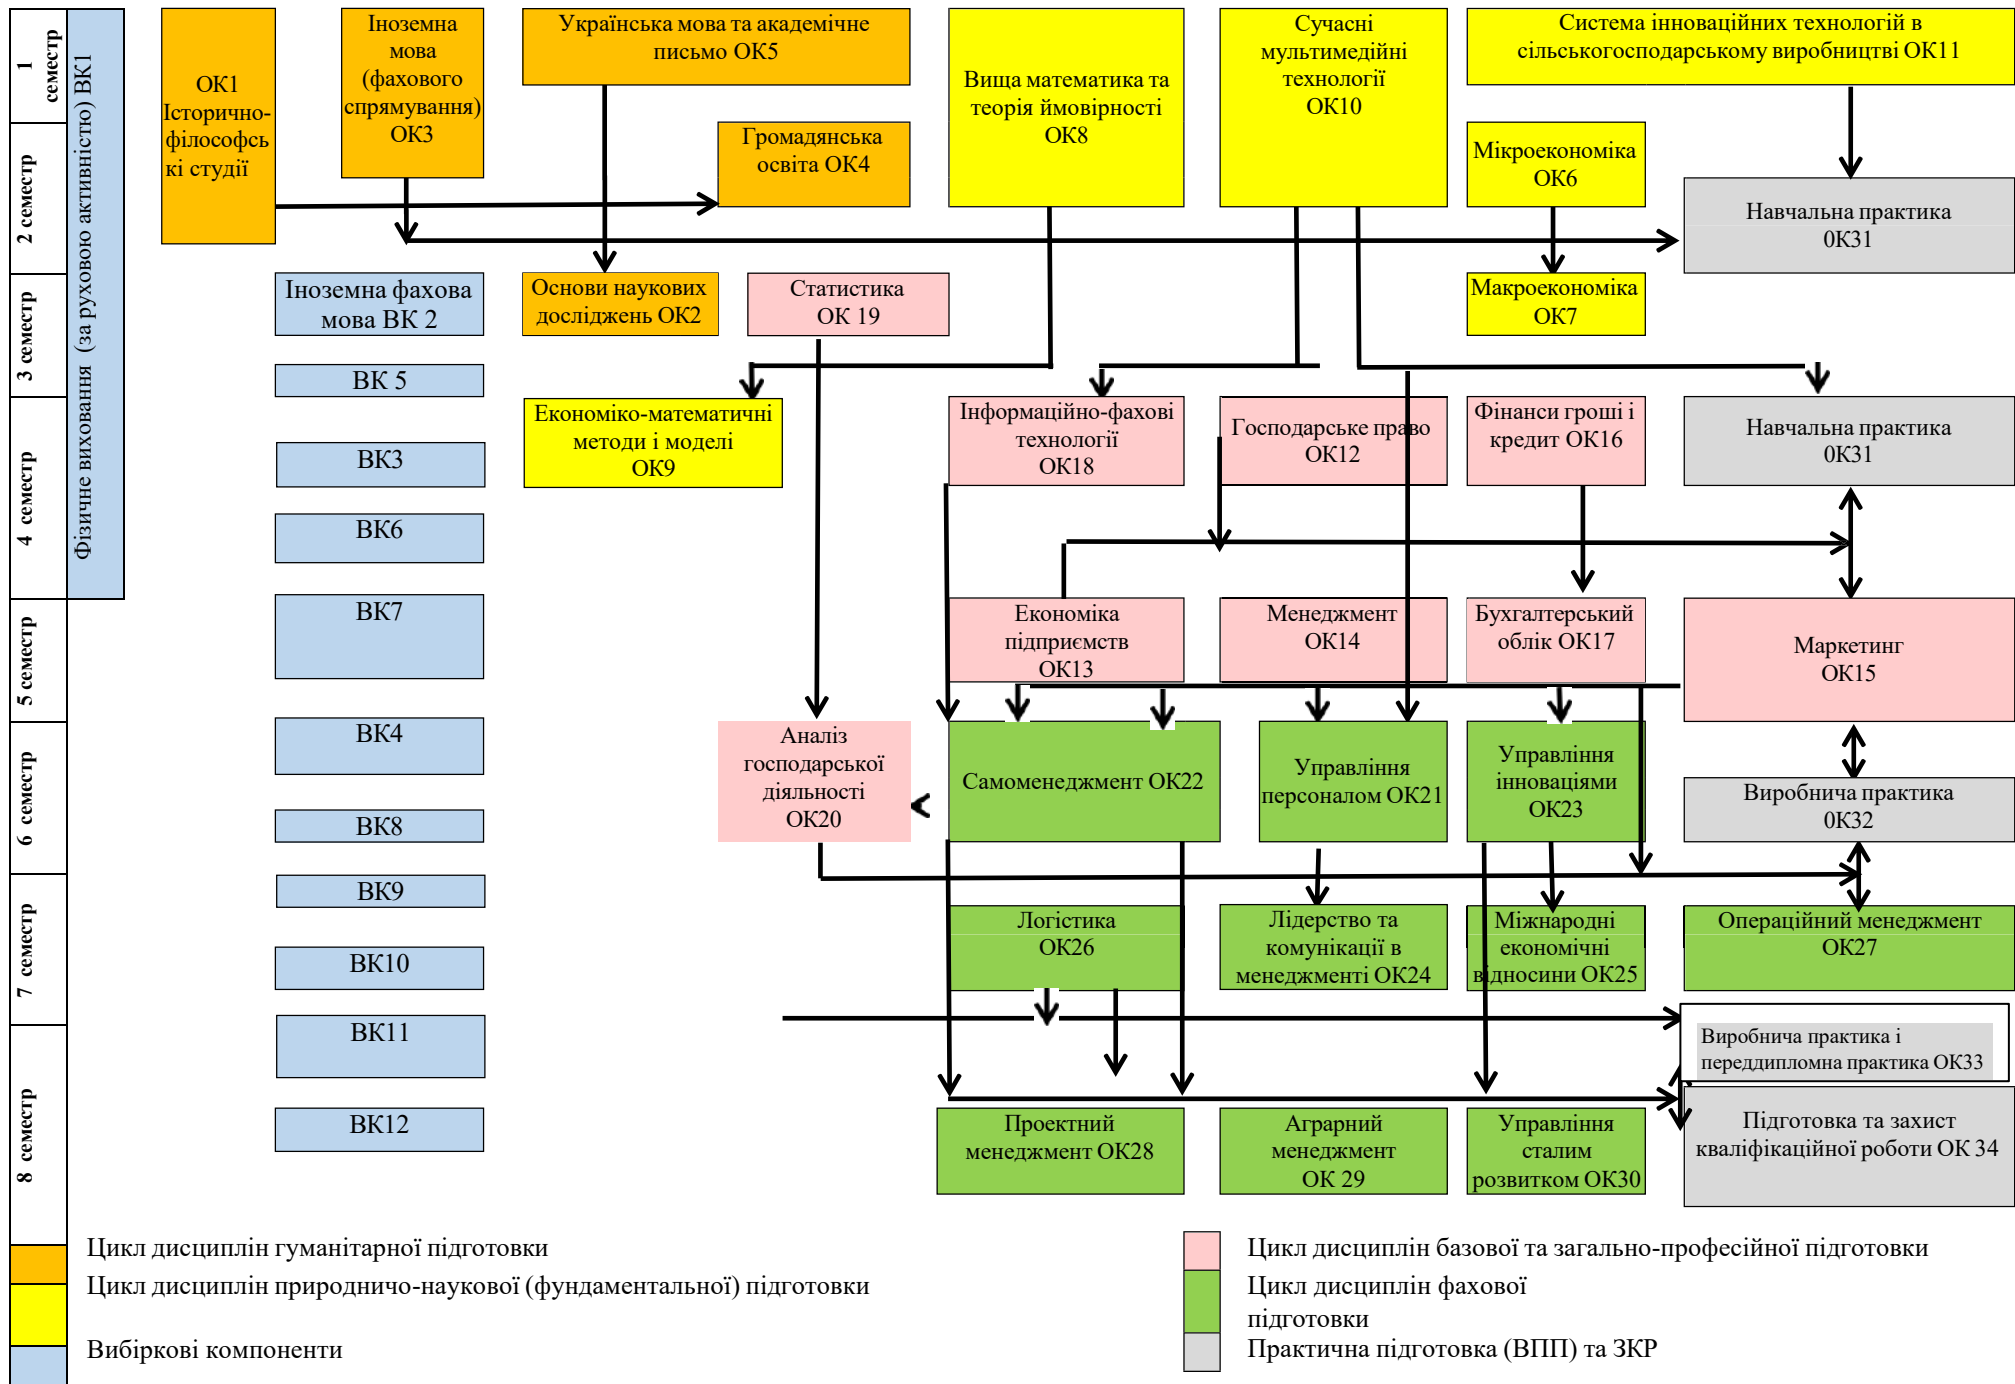 1
семестр
2 семестр
3 семестр
4 семестр
5 семестр
6 семестр
7 семестр
8 семестр
Фізичне виховання (за руховою активністю) ВК1
ОК1
Історично-
філософсь
кі студії
Іноземна
мова
(фахового
спрямування)
ОК3
Українська мова та академічне
письмо ОК5
Громадянська
освіта ОК4
Вища математика та
теорія ймовірності
ОК8
Сучасні
мультимедійні
технології
ОК10
Система інноваційних технологій в
сільськогосподарському виробництві ОК11
Мікроекономіка
ОК6
Навчальна практика
0К31
Іноземна фахова
мова ВК 2
Основи наукових
досліджень ОК2
Статистика
ОК 19
Макроекономіка
ОК7
ВК 5
Економіко-математичні
методи і моделі
ОК9
Інформаційно-фахові
технології
ОК18
Господарське право
ОК12
Фінанси гроші і
кредит ОК16
Навчальна практика
0К31
ВК3
ВК6
ВК7
Економіка
підприємств
ОК13
Менеджмент
ОК14
Бухгалтерський
облік ОК17
Маркетинг
ОК15
ВК4
Аналіз
господарської
діяльності
ОК20
Самоменеджмент ОК22
Управління
персоналом ОК21
Управління
інноваціями
ОК23
Виробнича практика
0К32
ВК8
ВК9
Логістика
ОК26
Лідерство та
комунікації в
менеджменті ОК24
Міжнародні
економічні
відносини ОК25
Операційний менеджмент
ОК27
ВК10
ВК11
Виробнича практика і
переддипломна практика ОК33
ВК12
Проектний
менеджмент ОК28
Аграрний
менеджмент
ОК 29
Управління
сталим
розвитком ОК30
Підготовка та захист
кваліфікаційної роботи ОК 34
Цикл дисциплін гуманітарної підготовки
Цикл дисциплін природничо-наукової (фундаментальної) підготовки
Вибіркові компоненти
Цикл дисциплін базової та загально-професійної підготовки
Цикл дисциплін фахової
підготовки
Практична підготовка (ВПП) та ЗКР